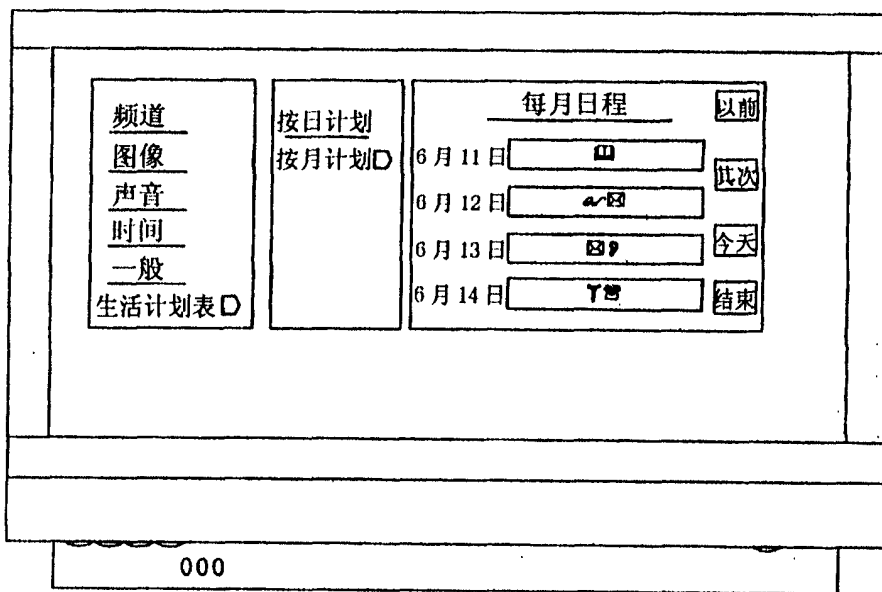 频道
图像
声音
时间
一般
生活计划表
按日计划
按月计划
每月日程
6月11日
6月12日
6月13日
6月14日
以前
其次
今天
结束
000